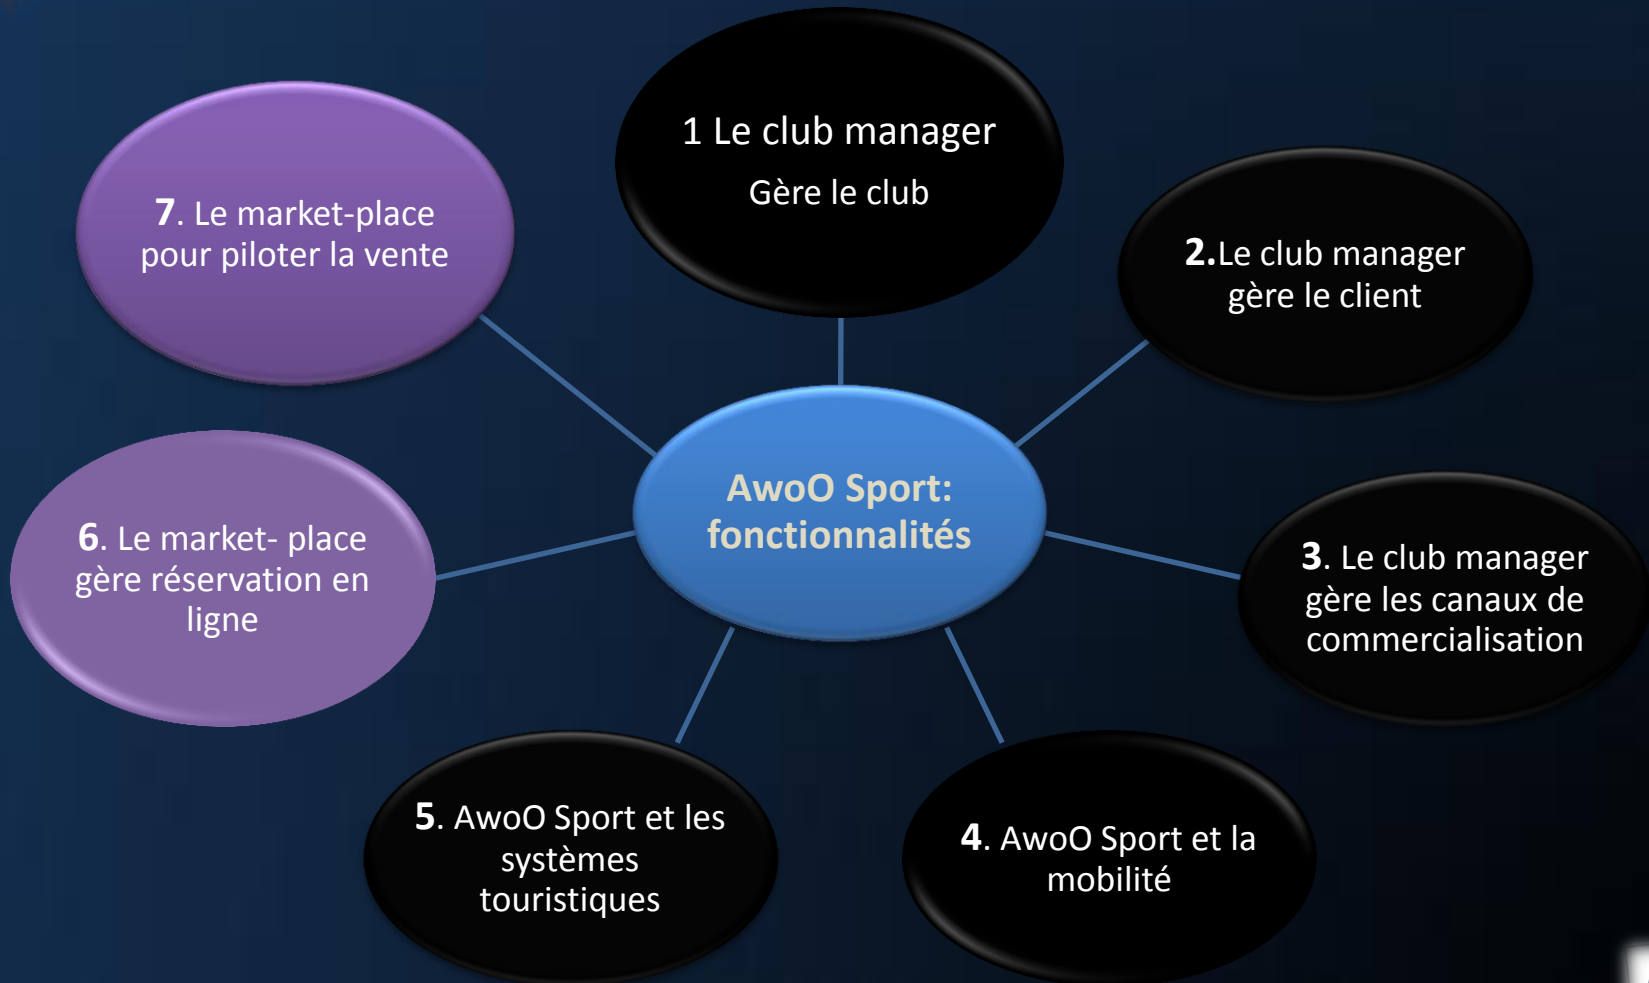 1 Le club manager
Gère le club
2.Le club manager
gère le client
3. Le club manager
gère les canaux de
commercialisation
4. AwoO Sport et la
mobilité
5. AwoO Sport et les
systèmes
touristiques
6. Le market- place
gère réservation en
ligne
7. Le market-place
pour piloter la vente
AwoO Sport:
fonctionnalités